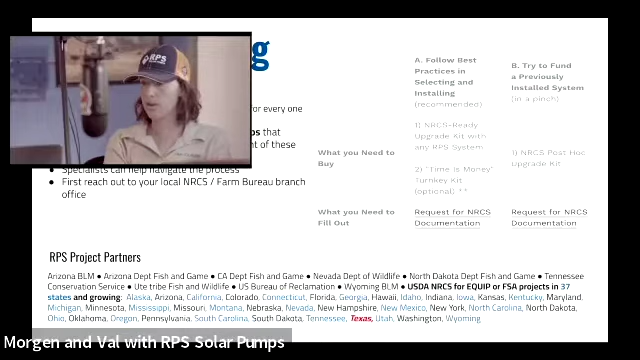 g
RPS
for every one
ps that
nt of these
Specialists can help navigate the process
● First reach out to your local NRCS / Farm Bureau branch
office
A. Follow Best
Practices in
Selecting and
Installing
(recommended)
B. Try to Fund
a Previously
Installed System
(in a pinch)
What you Need to
Buy
1) NRCS-Ready
Upgrade Kit with
any RPS System
2) "Time is Money"
Turnkey Kit
(optional) **
1) NRCS Post Hoc
Upgrade Kit
What you Need to
Fill Out
Request for NRCS
Documentation
Request for NRCS
Documentation
RPS Project Partners
Arizona BLM ● Arizona Dept Fish and Game ● CA Dept Fish and Game ● Nevada Dept of Wildlife ● North Dakota Dept Fish and Game ● Tennessee
Conservation Service ● Ute tribe Fish and Wildlife ● US Bureau of Reclamation ● Wyoming BLM ● USDA NRCS for EQUIP or FSA projects in 37
states and growing: Alaska, Arizona, California, Colorado, Connecticut, Florida, Georgia, Hawaii, Idaho, Indiana, Iowa, Kansas, Kentucky, Maryland,
Michigan, Minnesota, Mississippi, Missouri, Montana, Nebraska, Nevada, New Hampshire, New Mexico, New York, North Carolina, North Dakota,
Ohio, Oklahoma, Oregon, Pennsylvania, South Carolina, South Dakota, Tennessee, Texas, Utah, Washington, Wyoming
Morgen and Val with RPS Solar Pumps